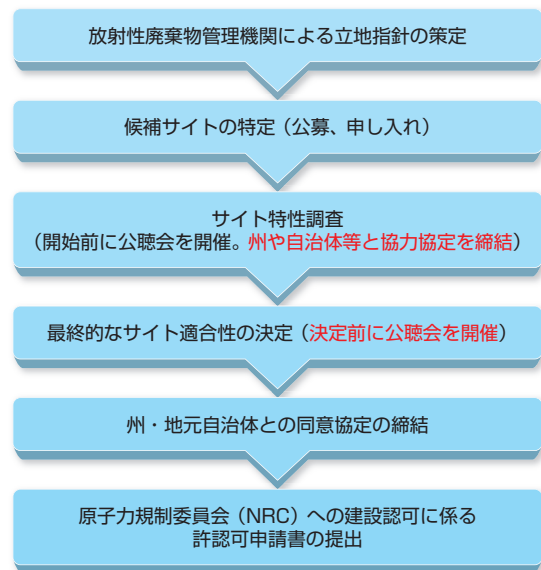 放射性廃棄物管理機関による立地指針の策定
候補サイトの特定（公募、申し入れ）
サイト特性調査
（開始前に公聴会を開催。州や自治体等と協力協定を締結）
最終的なサイト適合性の決定（決定前に公聴会を開催）
州・地元自治体との同意協定の締結
原子力規制委員会（NRC）への建設認可に係る
許認可申請書の提出